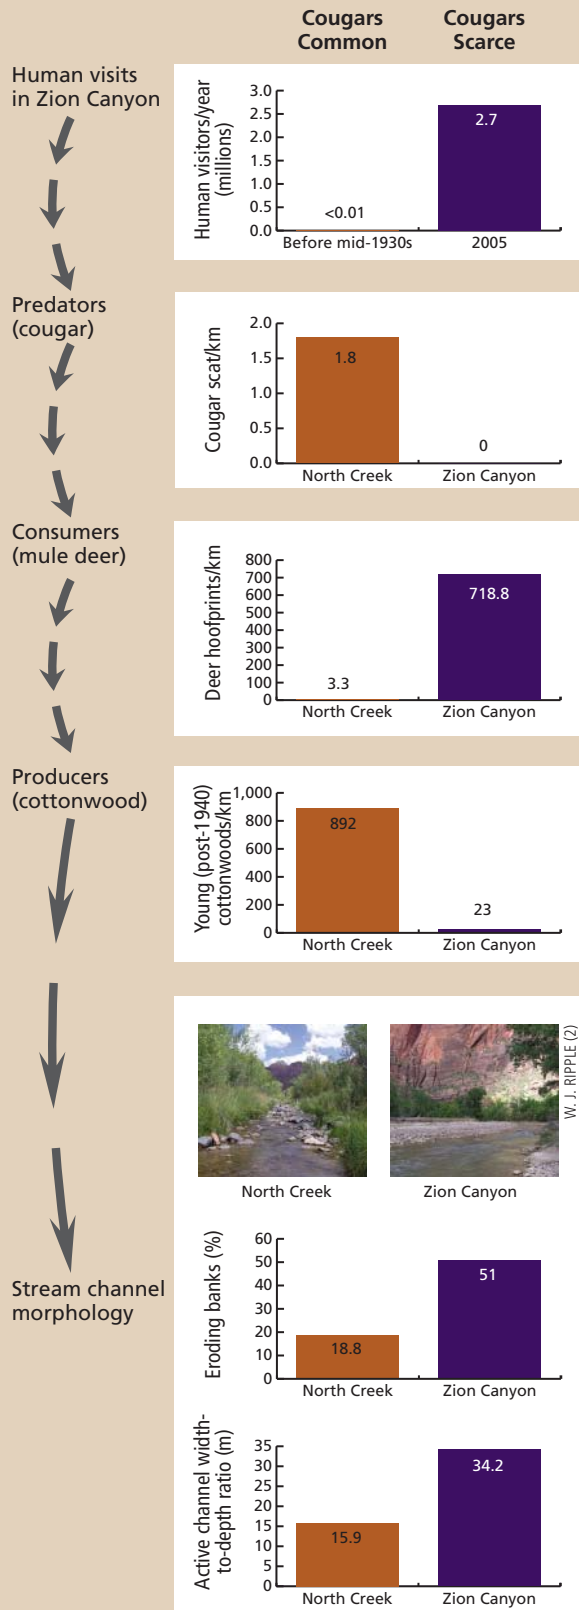 Cougars
Common
Cougars
Scarce
Human visits
in Zion Canyon
Human visitors/year
(millions)
3.0
2.5
2.0
1.5
1.0
0.5
0.0
<0.01
2.7
Before mid-1930s
2005
Predators
(cougar)
Cougar scat/km
2.0
1.5
1.0
0.5
0.0
1.8
0
North Creek
Zion Canyon
Consumers
(mule deer)
Deer hoofprints/km
800
700
600
500
400
300
200
100
0
3.3
718.8
North Creek
Zion Canyon
Producers
(cottonwood)
Young (post-1940)
cottonwoods/km
1,000
800
600
400
200
0
892
23
North Creek
Zion Canyon
W. J. RIPPLE (2)
North Creek
Zion Canyon
Stream channel
morphology
Eroding banks (%)
60
50
40
30
20
10
0
18.8
51
North Creek
Zion Canyon
Active channel width-
to-depth ratio (m)
35
30
25
20
15
10
5
0
15.9
34.2
North Creek
Zion Canyon